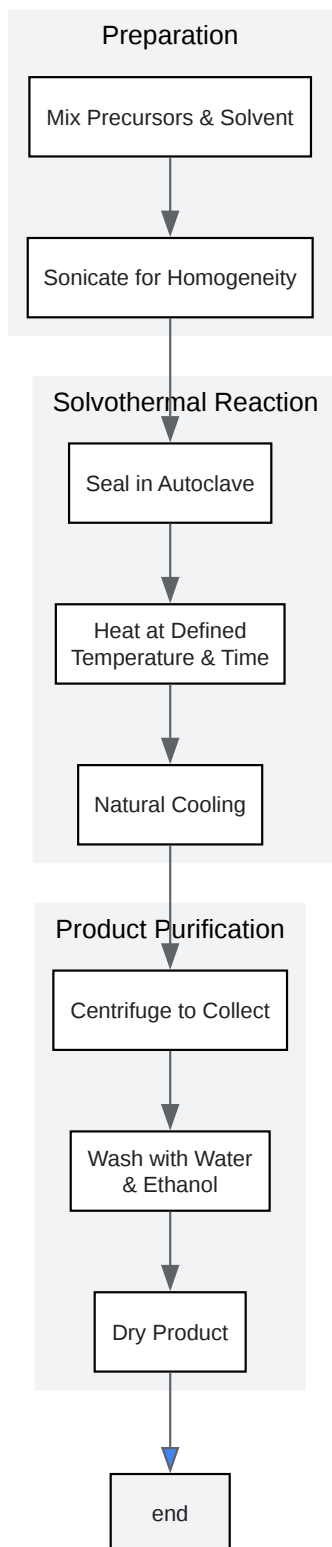 Preparation
Mix Precursors & Solvent
Sonicate for Homogeneity
Solvothermal Reaction
Seal in Autoclave
Heat at Defined
Temperature & Time
Natural Cooling
Product Purification
Centrifuge to Collect
Wash with Water
& Ethanol
Dry Product
end